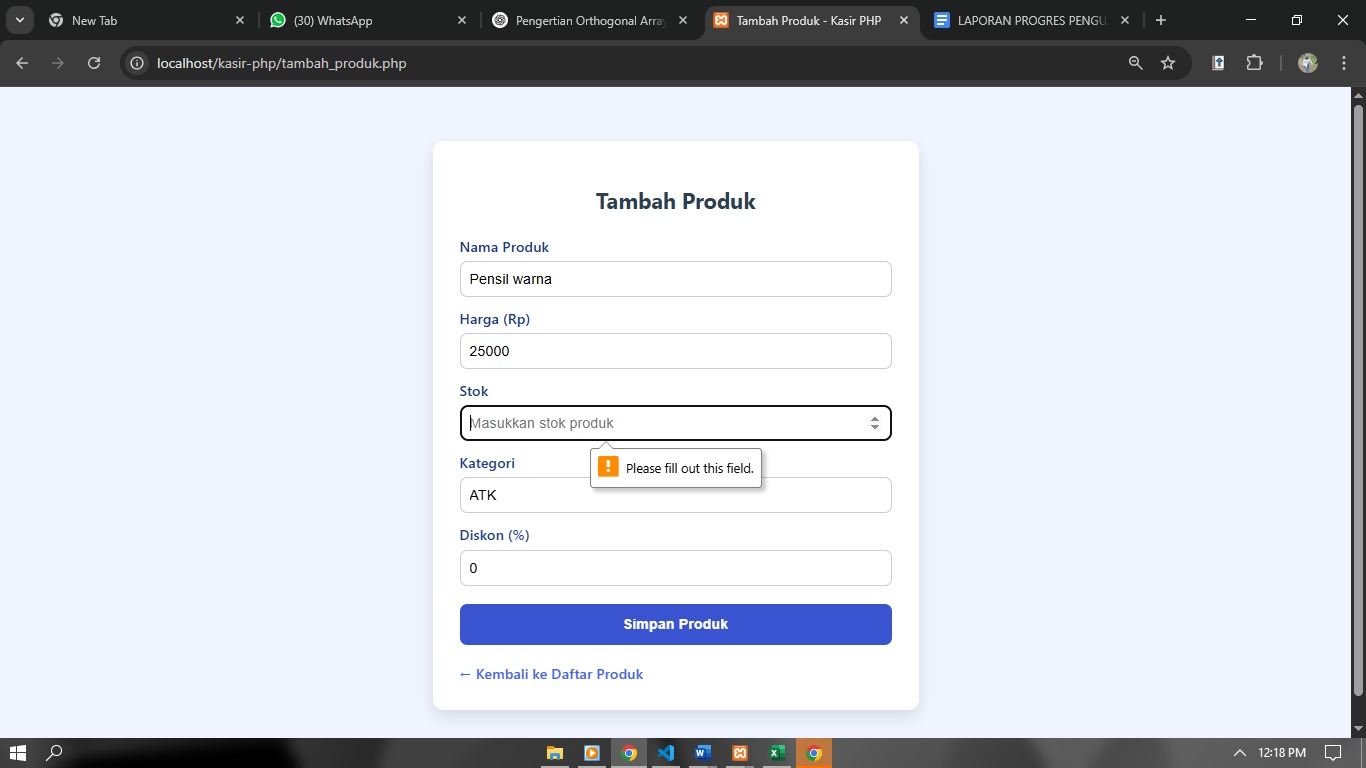 New Tab
(30) WhatsApp
Pengertian Orthogonal Array
Tambah Produk - Kasir PHP
LAPORAN PROGRES PENGU
localhost/kasir-php/tambah_produk.php
Tambah Produk
Nama Produk
Pensil warna
Harga (Rp)
25000
Stok
Masukkan stok produk
Please fill out this field.
Kategori
ATK
Diskon (%)
0
Simpan Produk
← Kembali ke Daftar Produk
12:18 PM